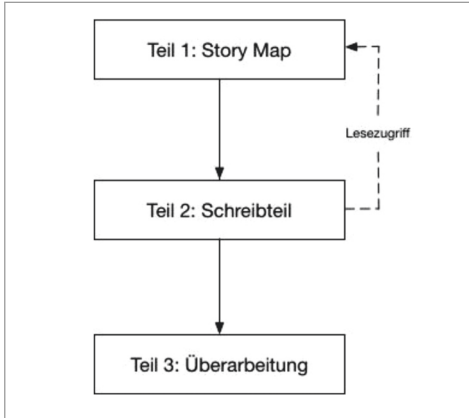 Teil 1: Story Map
Lesezugriff
Teil 2: Schreibteil
Teil 3: Überarbeitung